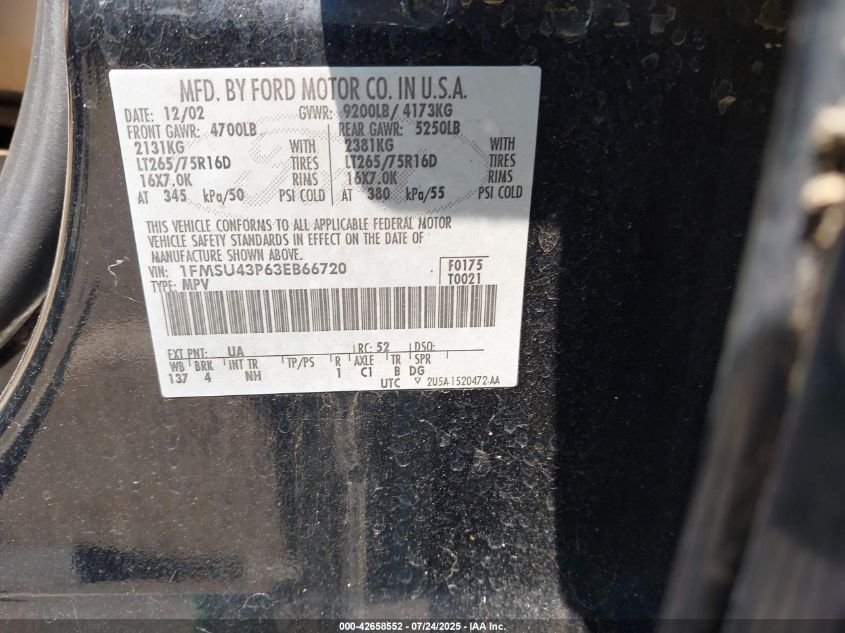 MFD. BY FORD MOTOR CO. IN U.S.A.
DATE: 12/02 GVWR: 9200LB/ 4173KG
FRONT GAWR: 4700LB REAR GAWR: 5250LB
2131KG WITH 2381KG WITH
LT265/75R16D TIRES LT265/75R16D TIRES
16X7.0K RIMS 16X7.0K RIMS
AT 345 kPa/50 PSI COLD AT 380 kPa/55 PSI COLD
THIS VEHICLE CONFORMS TO ALL APPLICABLE FEDERAL MOTOR
VEHICLE SAFETY STANDARDS IN EFFECT ON THE DATE OF
MANUFACTURE SHOWN ABOVE.
VIN: 1FMSU43P63EB66720 F0175
TYPE: MPV T0021
EXT PNT: UA RC: 52 DSO:
WB BRK INT TR TP/PS R AXLE TR SPR
137 4 NH 1 C1 B DG
UTC ▽ 2U5A-1520472-AA
000-42658552 - 07/24/2025 - IAA Inc.